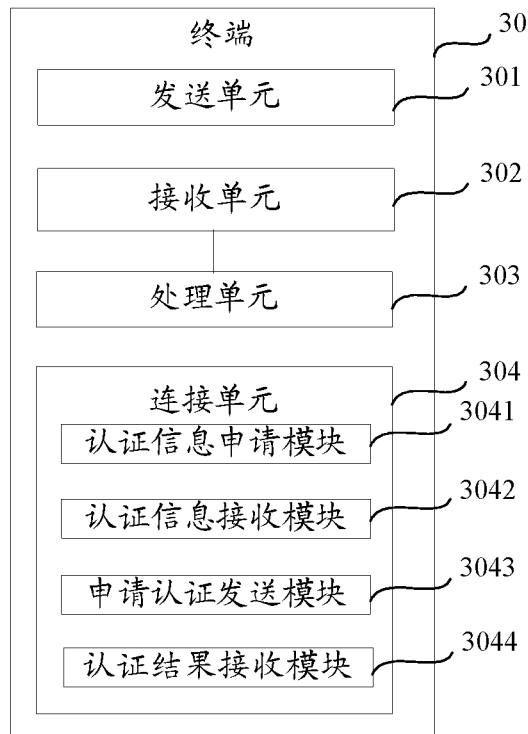 终端
30
发送单元
301
接收单元
302
处理单元
303
连接单元
304
认证信息申请模块
3041
认证信息接收模块
3042
申请认证发送模块
3043
认证结果接收模块
3044